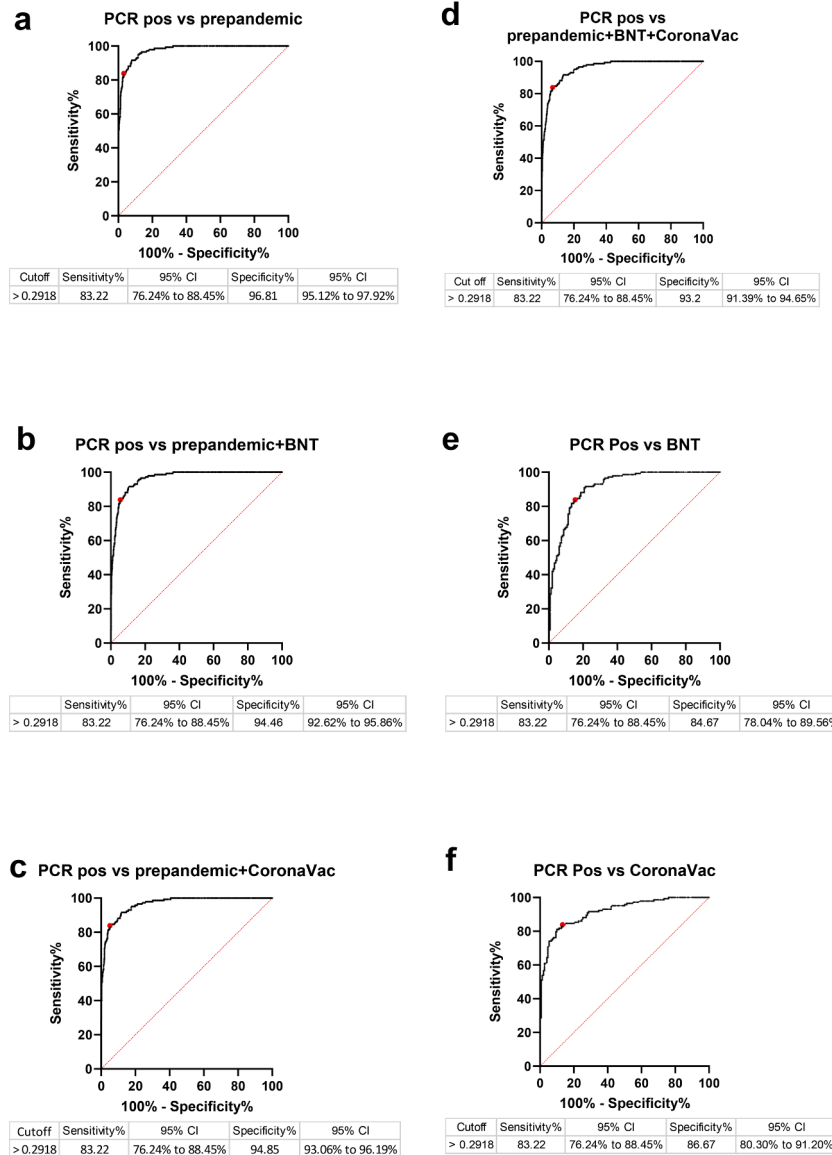 a
PCR pos vs prepandemic
100
80
60
40
20
0
Sensitivity%
0 20 40 60 80 100
100% - Specificity%
Cutoff Sensitivity% 95% CI Specificity% 95% CI
> 0.2918 83.22 76.24% to 88.45% 96.81 95.12% to 97.92%
d
PCR pos vs
prepandemic+BNT+CoronaVac
100
80
60
40
20
0
Sensitivity%
0 20 40 60 80 100
100% - Specificity%
Cut off Sensitivity% 95% CI Specificity% 95% CI
> 0.2918 83.22 76.24% to 88.45% 93.2 91.39% to 94.65%
b
PCR pos vs prepandemic+BNT
100
80
60
40
20
0
Sensitivity%
0 20 40 60 80 100
100% - Specificity%
Sensitivity% 95% CI Specificity% 95% CI
> 0.2918 83.22 76.24% to 88.45% 94.46 92.62% to 95.86%
e
PCR Pos vs BNT
100
80
60
40
20
0
Sensitivity%
0 20 40 60 80 100
100% - Specificity%
Sensitivity% 95% CI Specificity% 95% CI
> 0.2918 83.22 76.24% to 88.45% 84.67 78.04% to 89.56%
c
PCR pos vs prepandemic+CoronaVac
100
80
60
40
20
0
Sensitivity%
0 20 40 60 80 100
100% - Specificity%
Cutoff Sensitivity% 95% CI Specificity% 95% CI
> 0.2918 83.22 76.24% to 88.45% 94.85 93.06% to 96.19%
f
PCR Pos vs CoronaVac
100
80
60
40
20
0
Sensitivity%
0 20 40 60 80 100
100% - Specificity%
Cutoff Sensitivity% 95% CI Specificity% 95% CI
> 0.2918 83.22 76.24% to 88.45% 86.67 80.30% to 91.20%